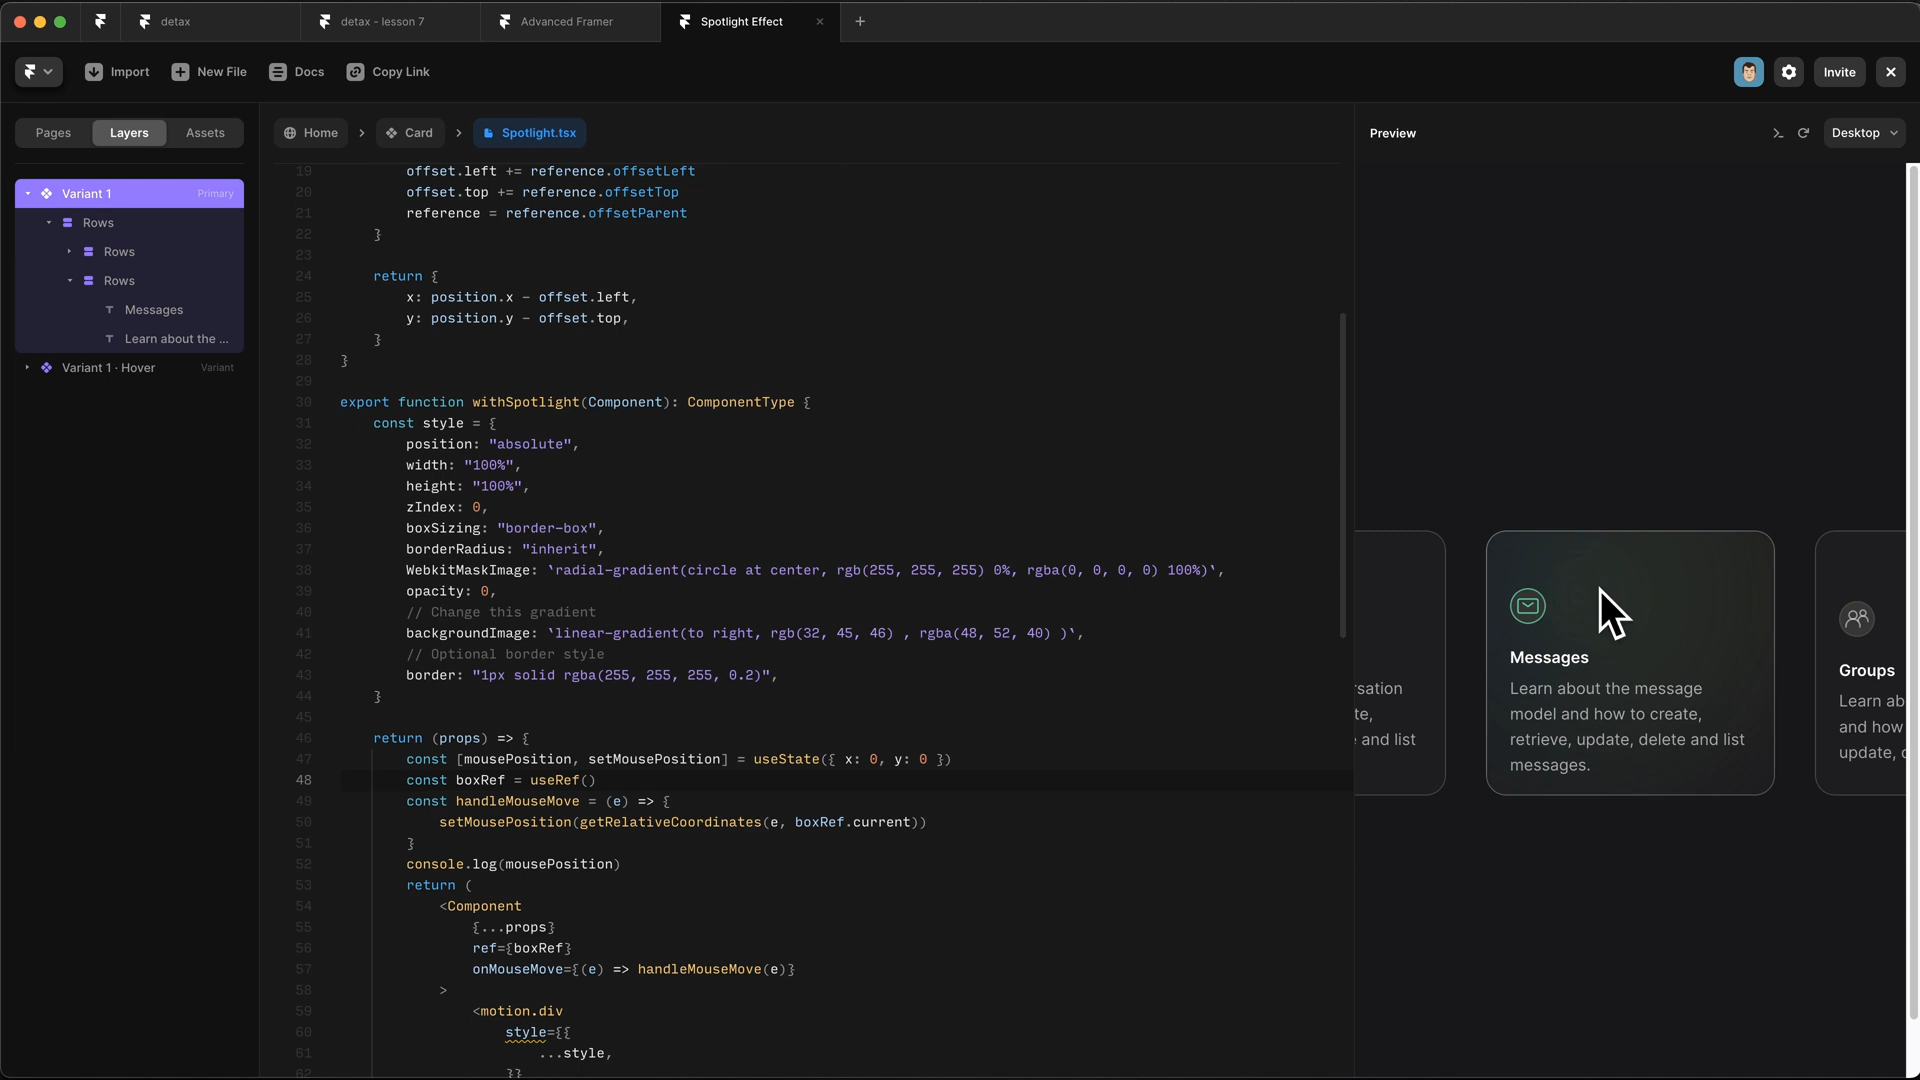 detax
detax - lesson 7
Advanced Framer
Spotlight Effect
Import
New File
Docs
Copy Link
Invite
Pages
Layers
Assets
Home
Card
Spotlight.tsx
Preview
Desktop
Variant 1
Primary
Rows
Rows
Rows
Messages
Learn about the ...
Variant 1 · Hover
Variant
19 offset.left += reference.offsetLeft
20 offset.top += reference.offsetTop
21 reference = reference.offsetParent
22 }
23
24 return {
25 x: position.x - offset.left,
26 y: position.y - offset.top,
27 }
28 }
29
30 export function withSpotlight(Component): ComponentType {
31 const style = {
32 position: "absolute",
33 width: "100%",
34 height: "100%",
35 zIndex: 0,
36 boxSizing: "border-box",
37 borderRadius: "inherit",
38 WebkitMaskImage: `radial-gradient(circle at center, rgb(255, 255, 255) 0%, rgba(0, 0, 0, 0) 100%)`,
39 opacity: 0,
40 // Change this gradient
41 backgroundImage: `linear-gradient(to right, rgb(32, 45, 46) , rgba(48, 52, 40) )`,
42 // Optional border style
43 border: "1px solid rgba(255, 255, 255, 0.2)",
44 }
45
46 return (props) => {
47 const [mousePosition, setMousePosition] = useState({ x: 0, y: 0 })
48 const boxRef = useRef()
49 const handleMouseMove = (e) => {
50 setMousePosition(getRelativeCoordinates(e, boxRef.current))
51 }
52 console.log(mousePosition)
53 return (
54 <Component
55 {...props}
56 ref={boxRef}
57 onMouseMove={(e) => handleMouseMove(e)}
58 >
59 <motion.div
60 style={{
61 ...style,
62 }}
rsation
te,
and list
Messages
Learn about the message
model and how to create,
retrieve, update, delete and list
messages.
Groups
Learn ab
and how
update,